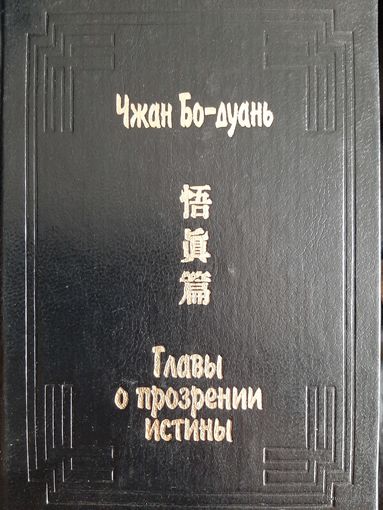 Чжан Бо-дуань
悟
眞
篇
Главы
о прозрении
истины